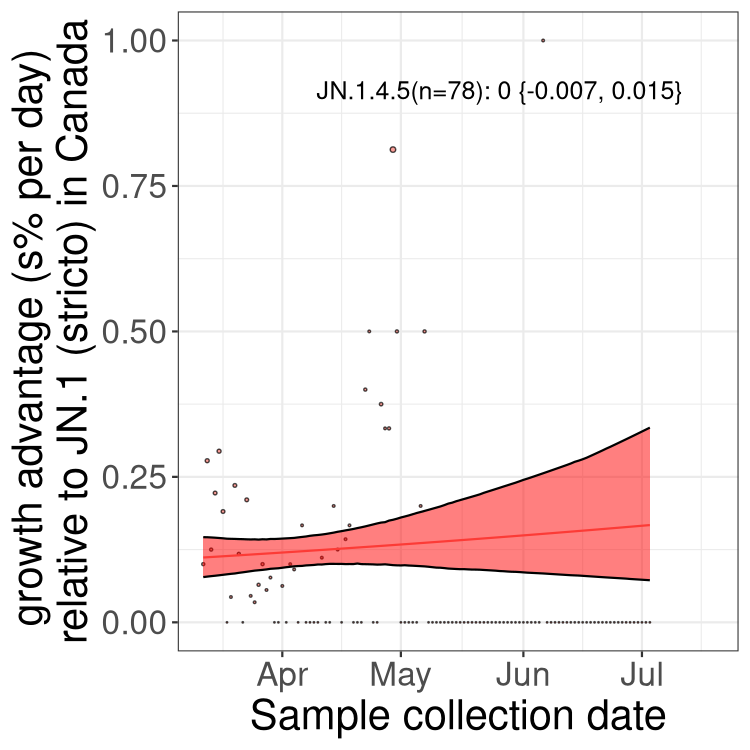 growth advantage (s% per day)
relative to JN.1 (stricto) in Canada
1.00
0.75
0.50
0.25
0.00
JN.1.4.5(n=78): 0 {-0.007, 0.015}
Apr May Jun Jul
Sample collection date